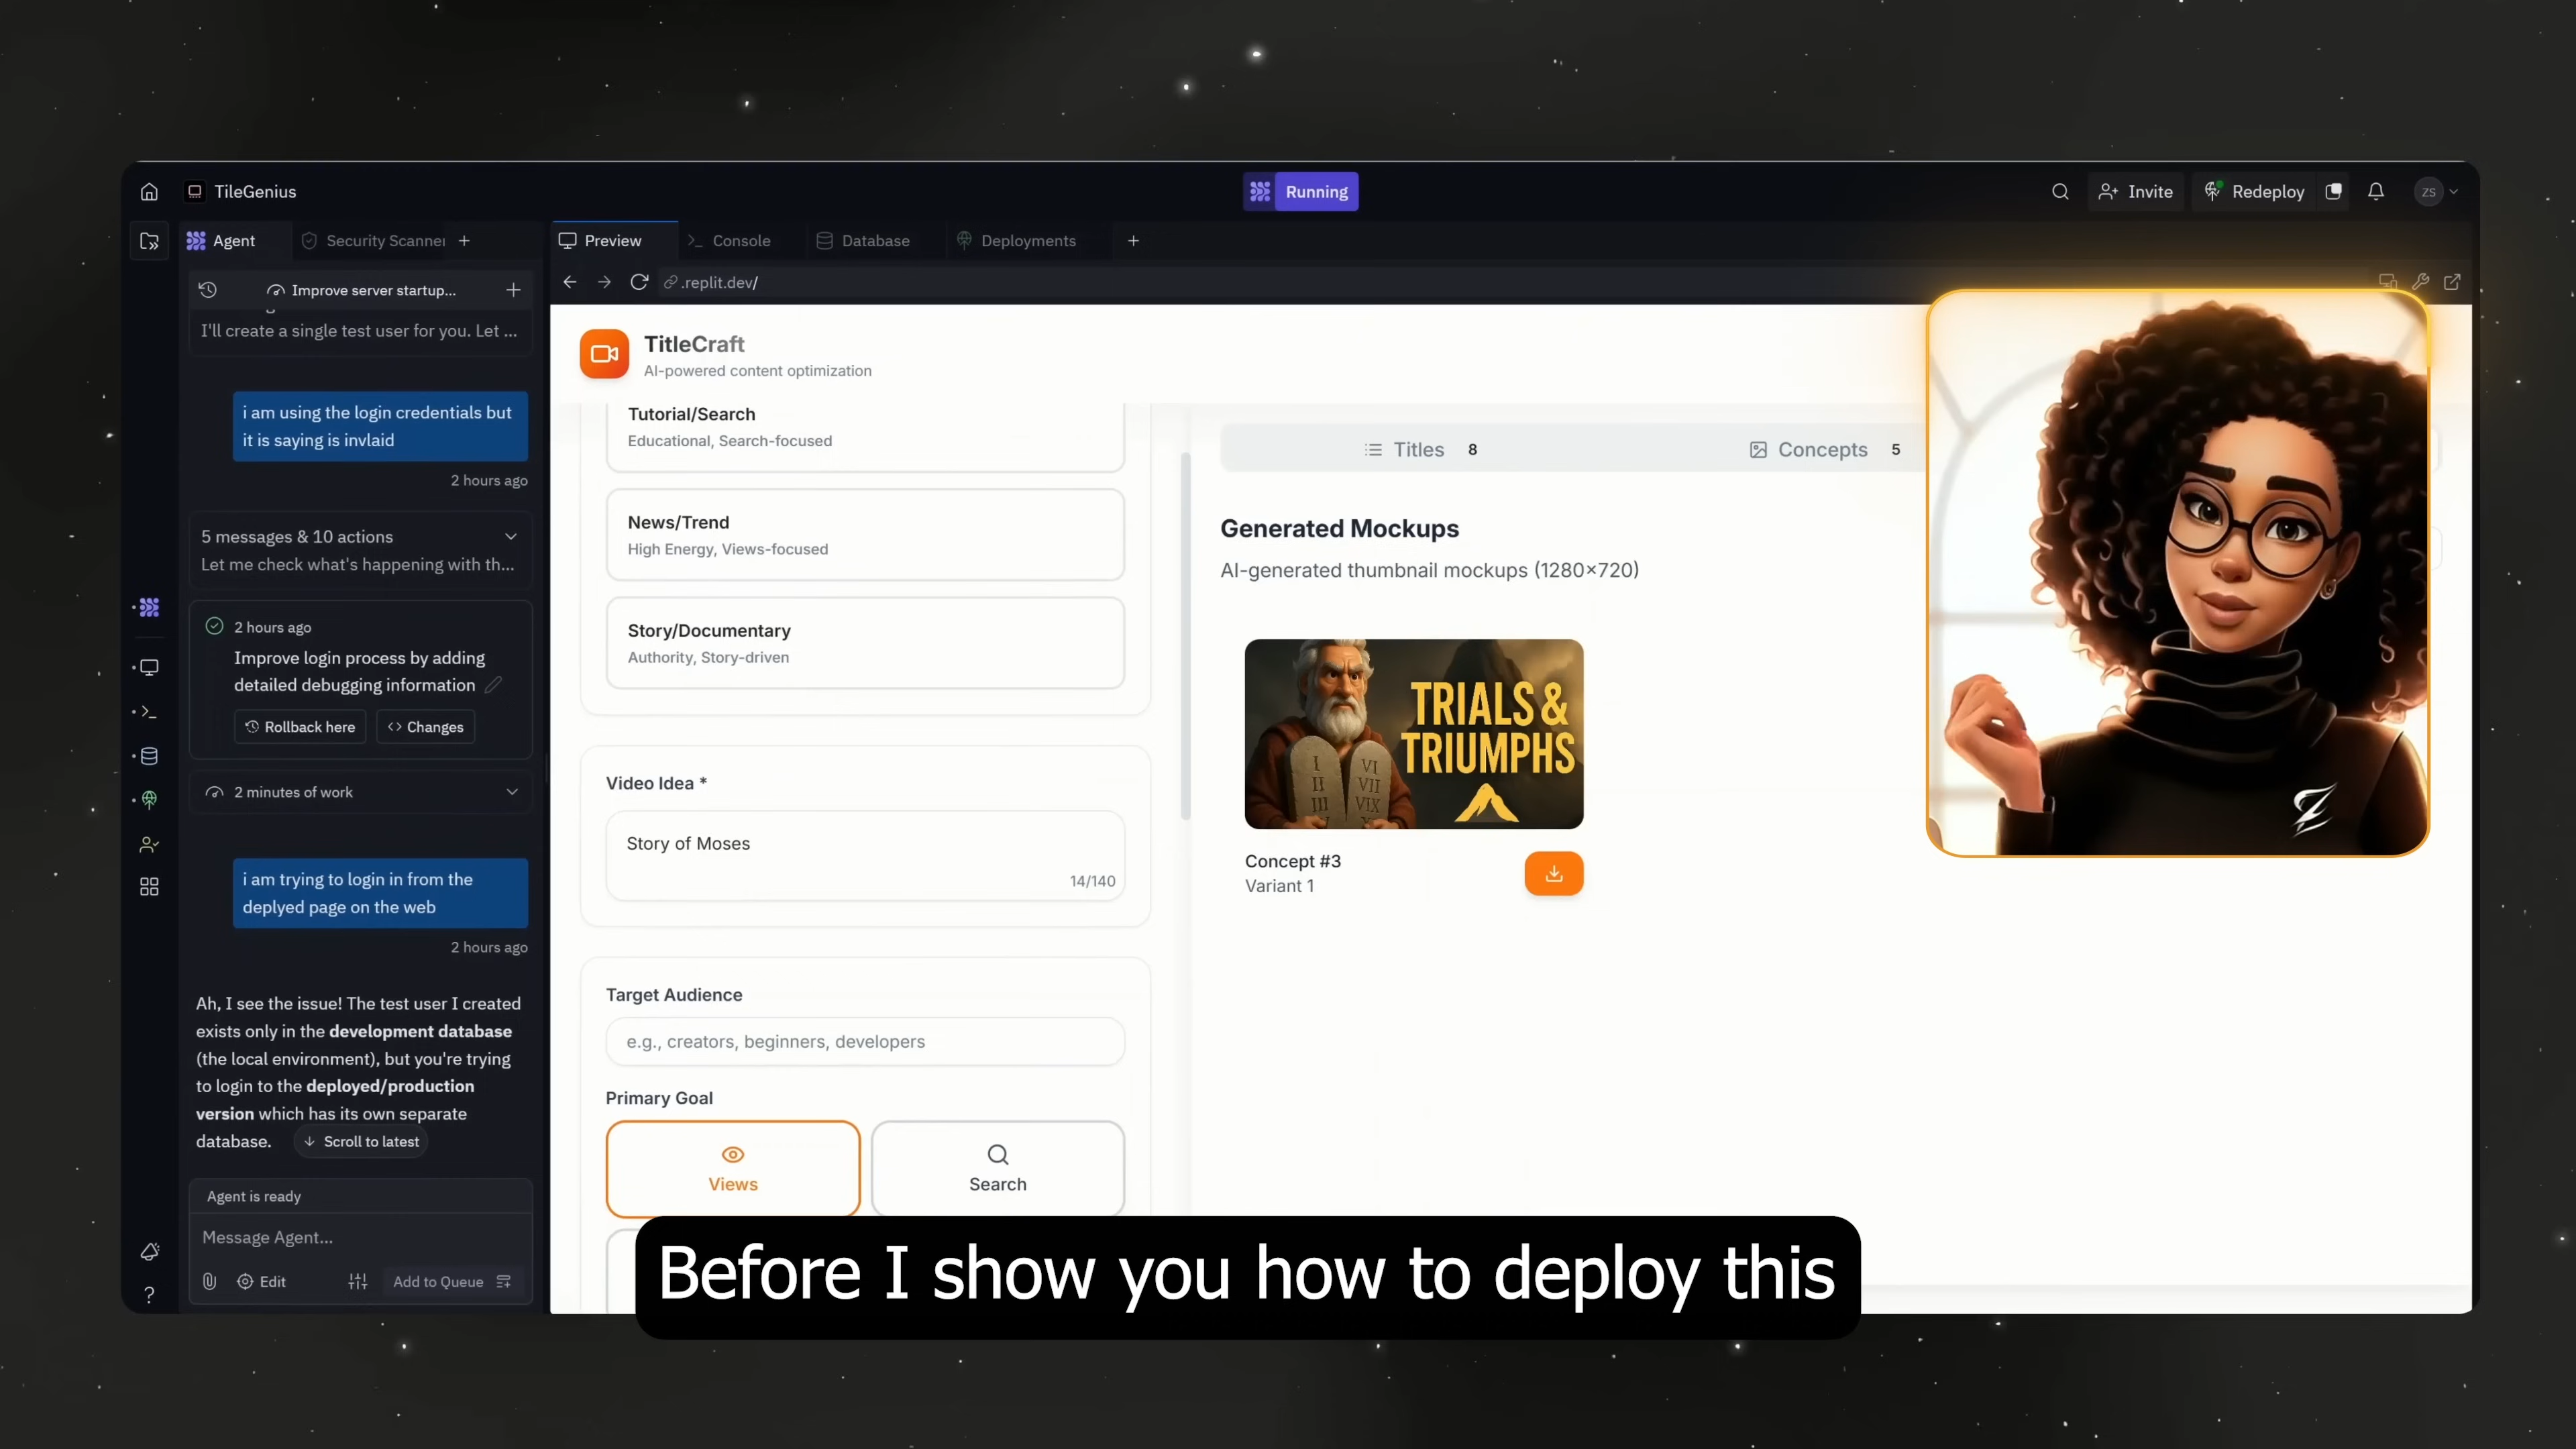 TileGenius
Running
Invite
Redeploy
ZS
Agent
Security Scanner
Preview
Console
Database
Deployments
Improve server startup...
.replit.dev/
I'll create a single test user for you. Let ...
i am using the login credentials but
it is saying is invlaid
2 hours ago
5 messages & 10 actions
Let me check what's happening with th...
2 hours ago
Improve login process by adding
detailed debugging information
Rollback here
Changes
2 minutes of work
i am trying to login in from the
deplyed page on the web
2 hours ago
Ah, I see the issue! The test user I created
exists only in the development database
(the local environment), but you're trying
to login to the deployed/production
version which has its own separate
database.
Scroll to latest
Agent is ready
Message Agent...
Edit
Add to Queue
TitleCraft
AI-powered content optimization
Tutorial/Search
Educational, Search-focused
News/Trend
High Energy, Views-focused
Story/Documentary
Authority, Story-driven
Video Idea *
Story of Moses
14/140
Target Audience
e.g., creators, beginners, developers
Primary Goal
Views
Search
Titles 8
Concepts 5
Generated Mockups
AI-generated thumbnail mockups (1280×720)
TRIALS &
TRIUMPHS
I VI
II VII
III VIX
Concept #3
Variant 1
Before I show you how to deploy this